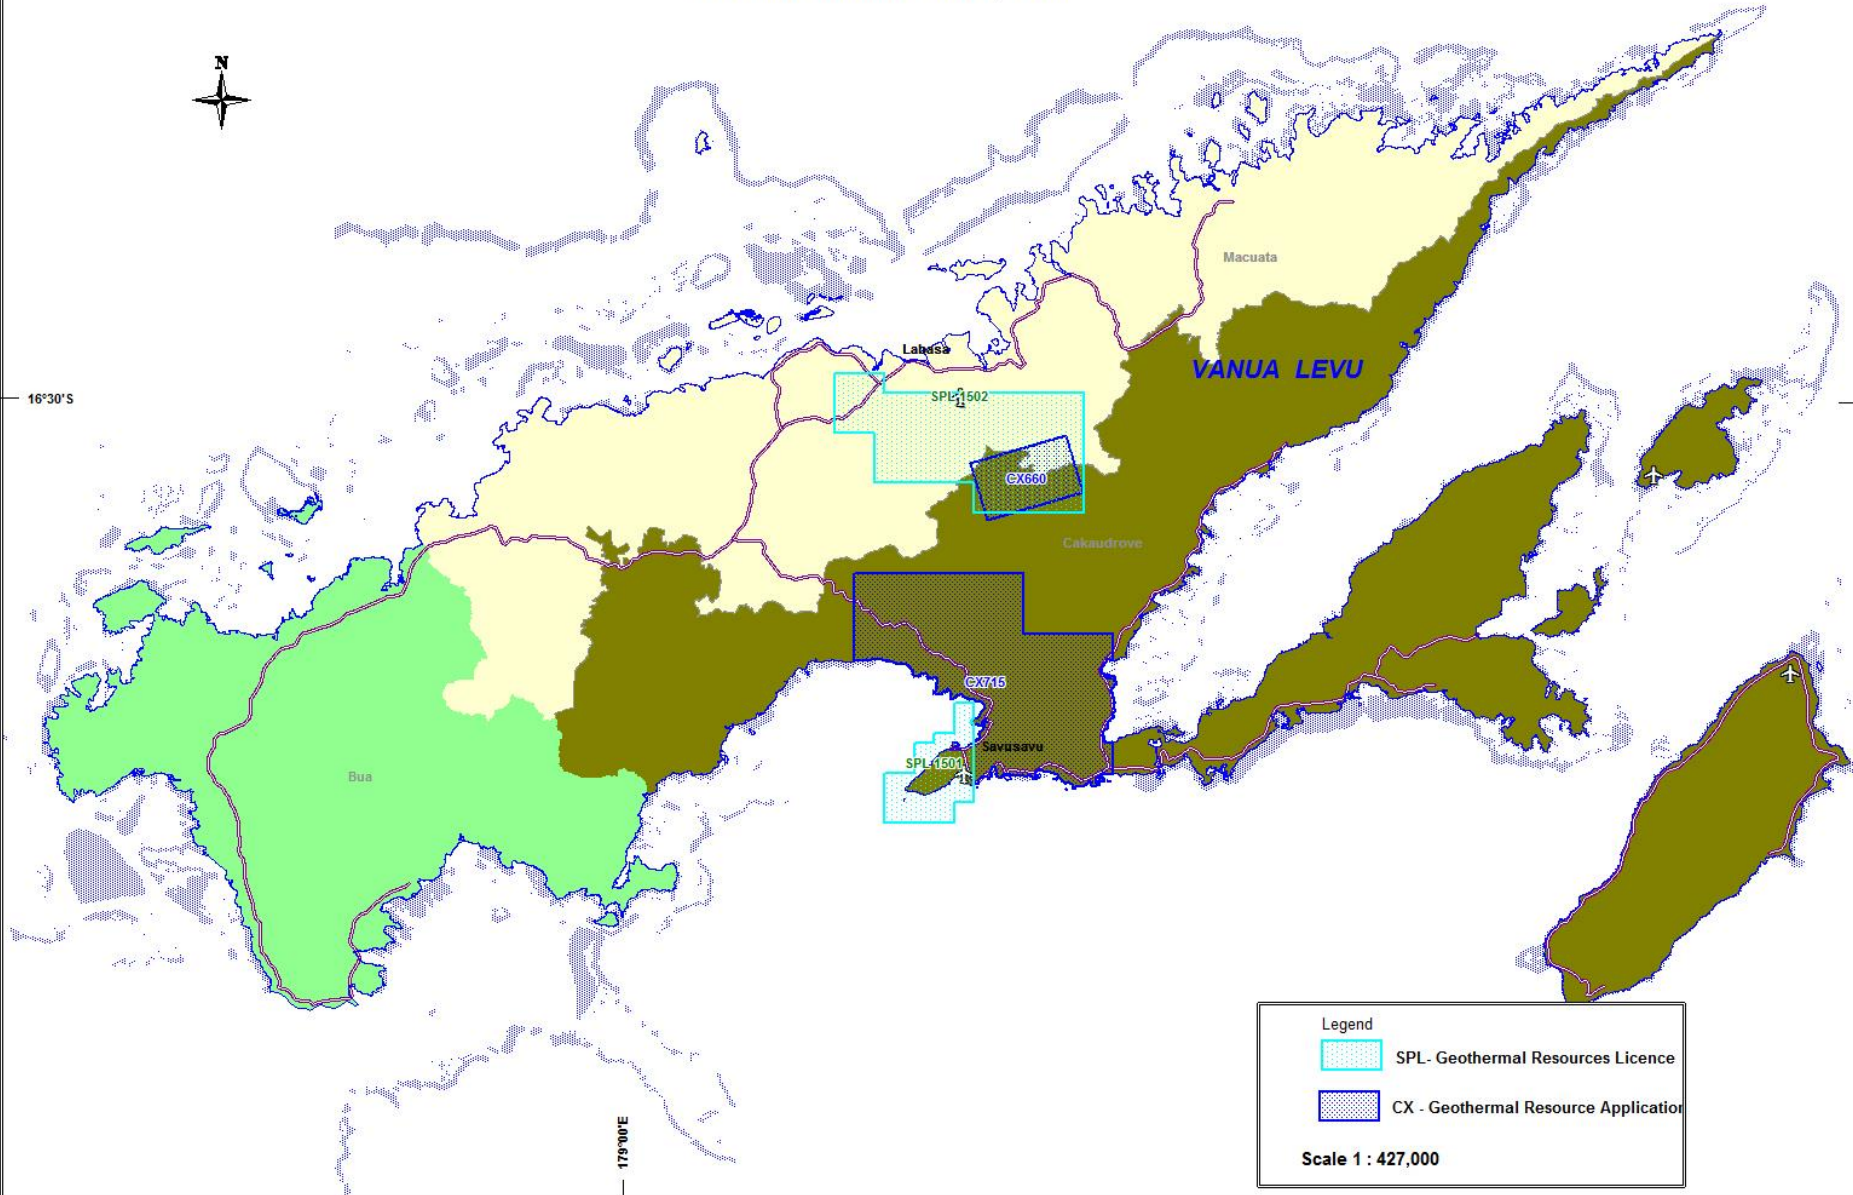 N
Macuata
Labasa
VANUA LEVU
16°30'S
SPL 1502
CX660
Cakaudrove
CX715
Savusavu
SPL 1501
Bua
Legend
SPL- Geothermal Resources Licence
CX - Geothermal Resource Application
179°00'E
Scale 1 : 427,000